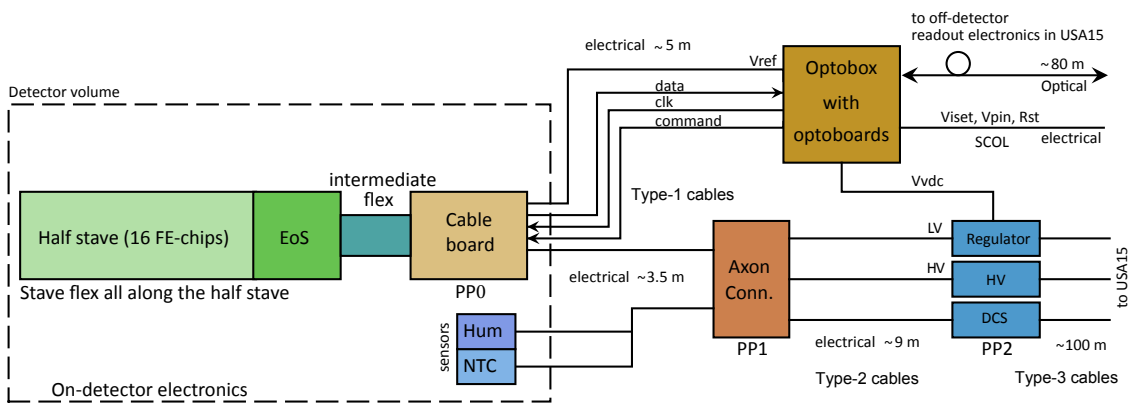 to off-detector
readout electronics in USA15
electrical ~ 5 m
Vref
Optobox
with
optoboards
~80 m
Optical
Detector volume
data
clk
command
Viset, Vpin, Rst
electrical
SCOL
intermediate
flex
Type-1 cables
Vvdc
Half stave (16 FE-chips)
EoS
Cable
board
LV
Regulator
Axon
Conn.
HV
HV
to USA15
electrical ~3.5 m
Stave flex all along the half stave
PP0
DCS
sensors
Hum
NTC
PP1
electrical ~9 m
PP2
~100 m
Type-2 cables
Type-3 cables
On-detector electronics